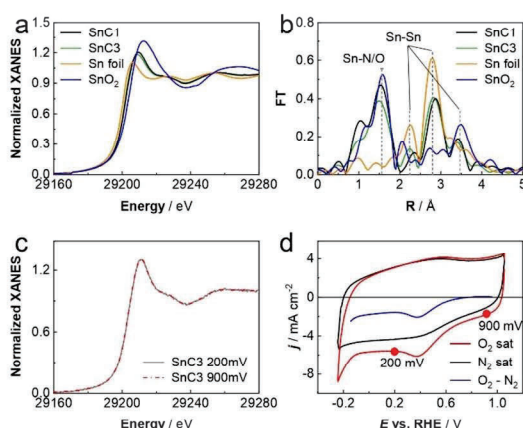 a
SnC1
SnC3
Sn foil
SnO₂
Normalized XANES
1.5
1.2
0.9
0.6
0.3
0.0
29160 29200 29240 29280
Energy / eV
b
Sn-N/O
Sn-Sn
SnC1
SnC3
Sn foil
SnO₂
FT
0.8
0.6
0.4
0.2
0.0
0 1 2 3 4 5
R / Å
c
SnC3 200mV
SnC3 900mV
Normalized XANES
1.2
0.9
0.6
0.3
0.0
29160 29200 29240 29280
Energy / eV
d
900 mV
200 mV
O₂ sat
N₂ sat
O₂ - N₂
j / mA cm⁻²
4
0
-4
-8
-0.2 0.2 0.6 1.0
E vs. RHE / V